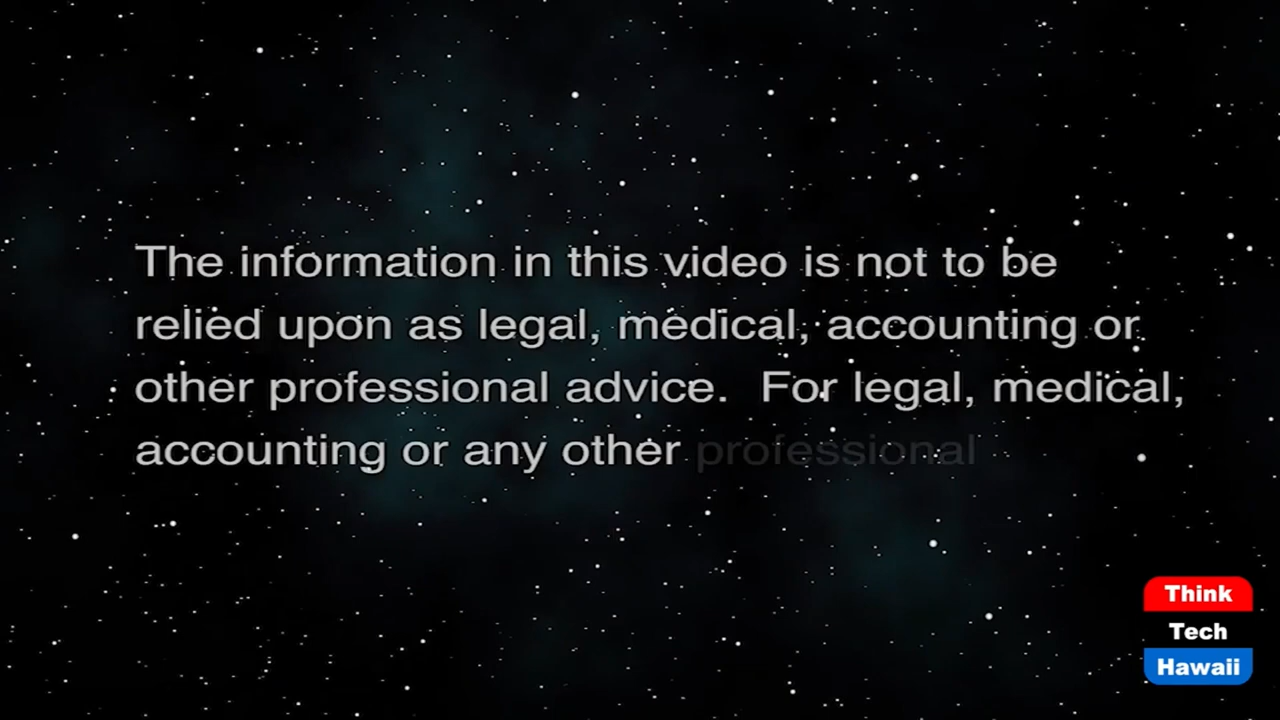 The information in this video is not to be
relied upon as legal, medical, accounting or
other professional advice.  For legal, medical,
accounting or any other professional
Think
Tech
Hawaii